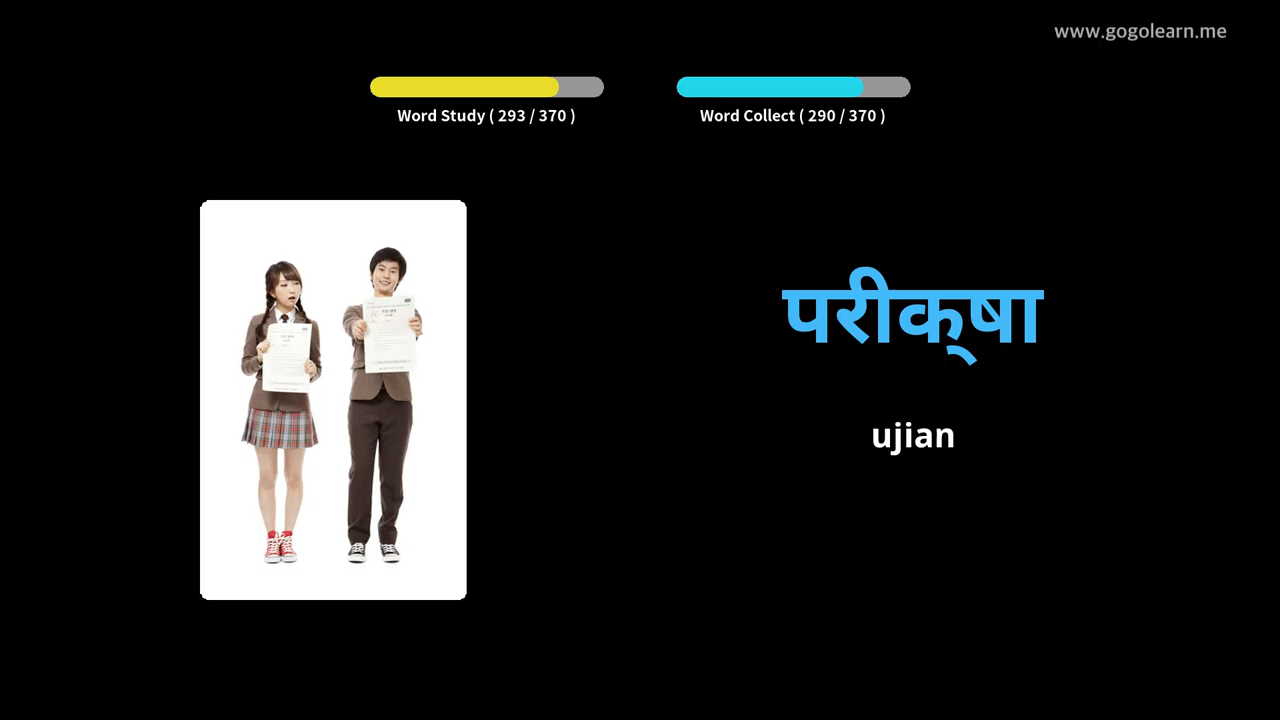 www.gogolearn.me
Word Study ( 293 / 370 )
Word Collect ( 290 / 370 )
परीक्षा
ujian